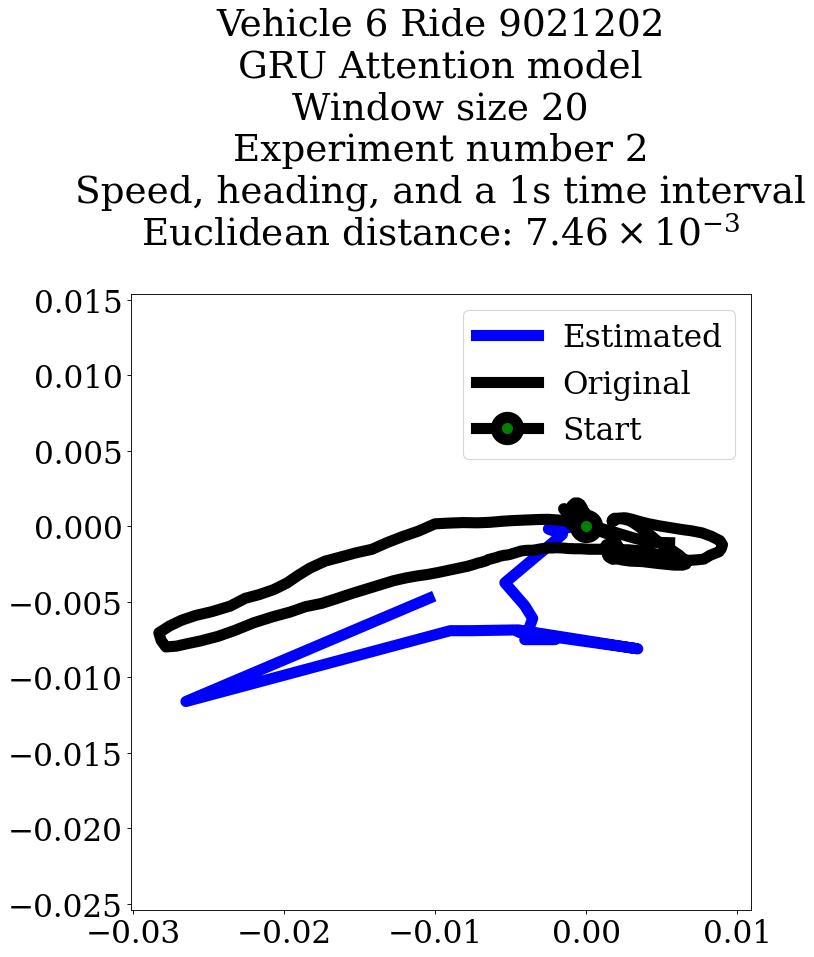 Vehicle 6 Ride 9021202
GRU Attention model
Window size 20
Experiment number 2
Speed, heading, and a 1s time interval
Euclidean distance: 7.46 × 10⁻³
Estimated
Original
Start
0.015
0.010
0.005
0.000
−0.005
−0.010
−0.015
−0.020
−0.025
−0.03 −0.02 −0.01 0.00 0.01